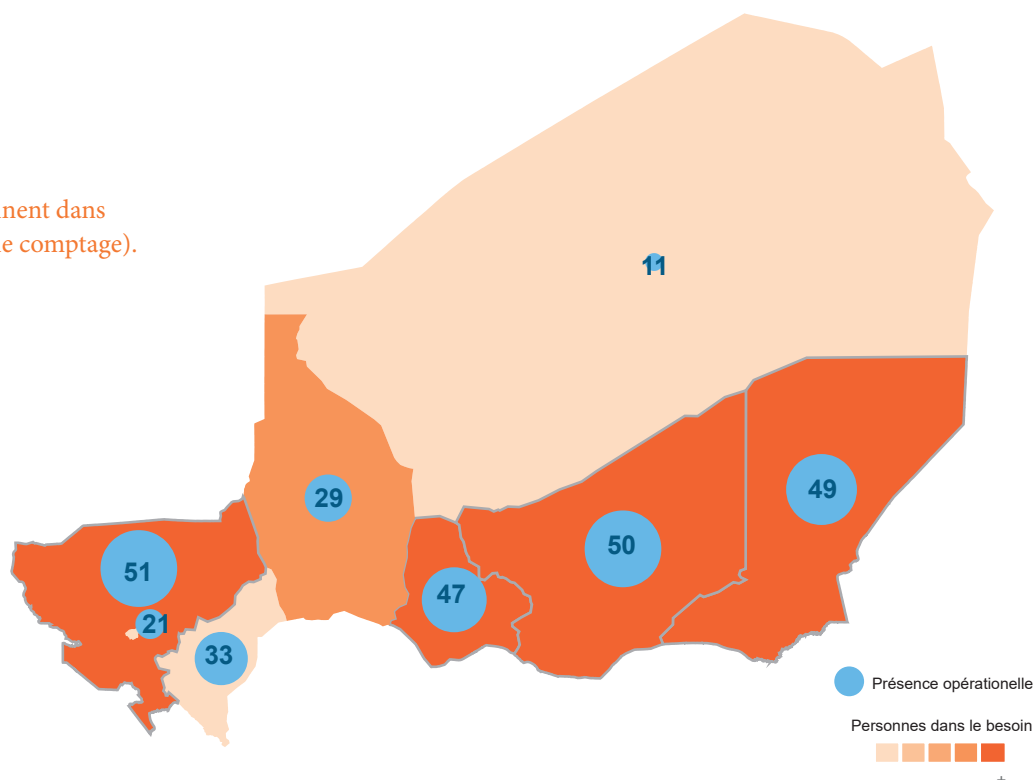 nent dans
e comptage).
11
29
49
50
51
47
21
33
Présence opérationelle
Personnes dans le besoin
+